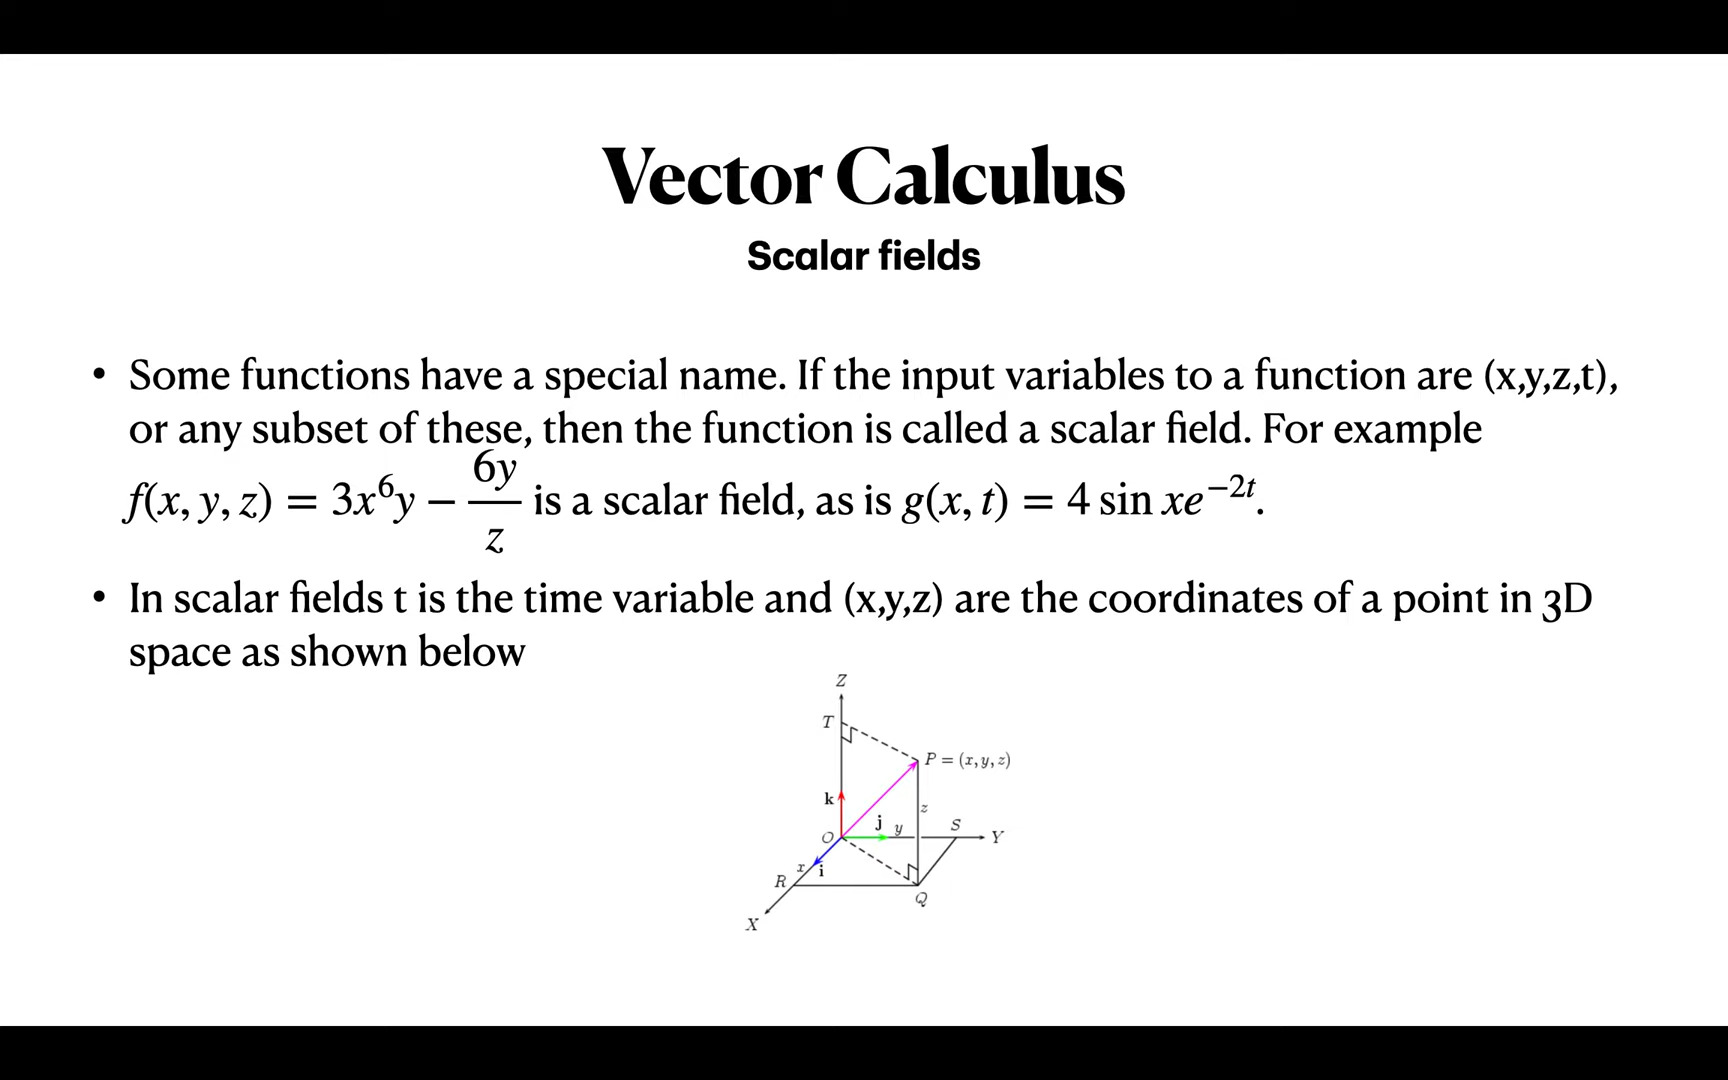 Vector Calculus
Scalar fields
• Some functions have a special name. If the input variables to a function are (x,y,z,t),
or any subset of these, then the function is called a scalar field. For example
f(x, y, z) = 3x⁶y − 6y/z is a scalar field, as is g(x, t) = 4 sin xe⁻²ᵗ.
• In scalar fields t is the time variable and (x,y,z) are the coordinates of a point in 3D
space as shown below
Z
T
P = (x, y, z)
k
z
j y S
O Y
x i
R
Q
X